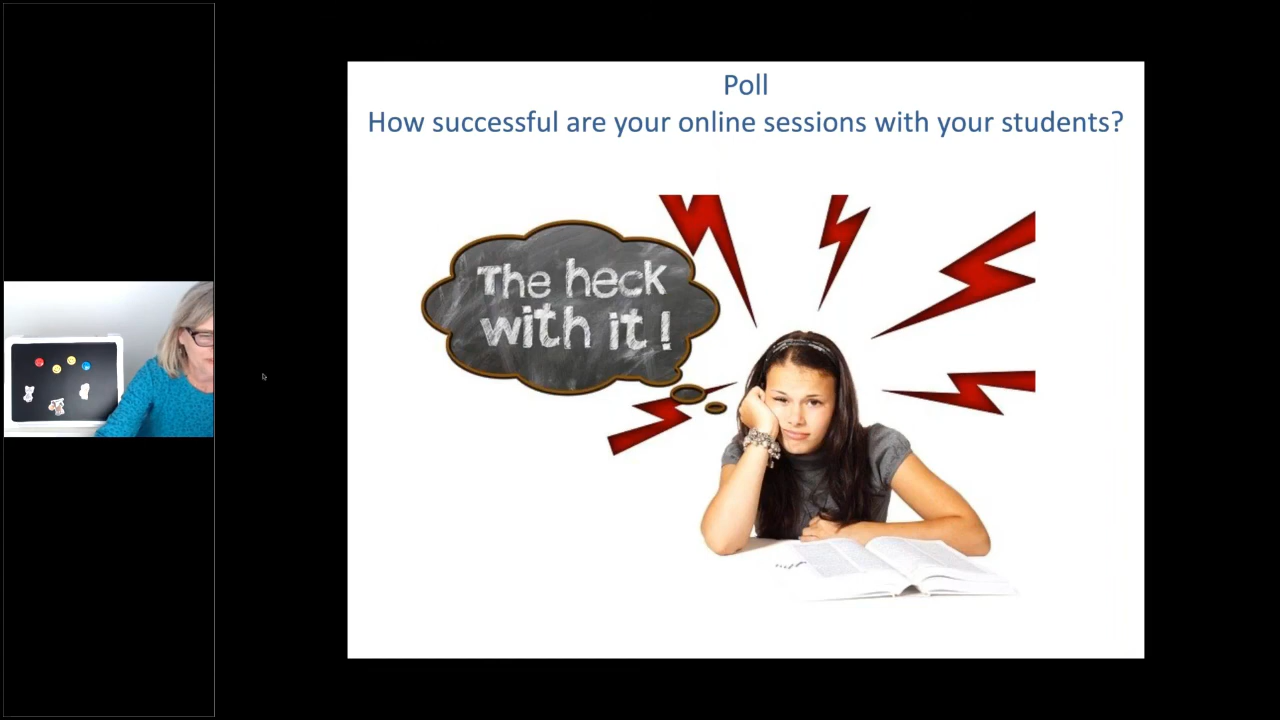 Poll
How successful are your online sessions with your students?
The heck
with it!